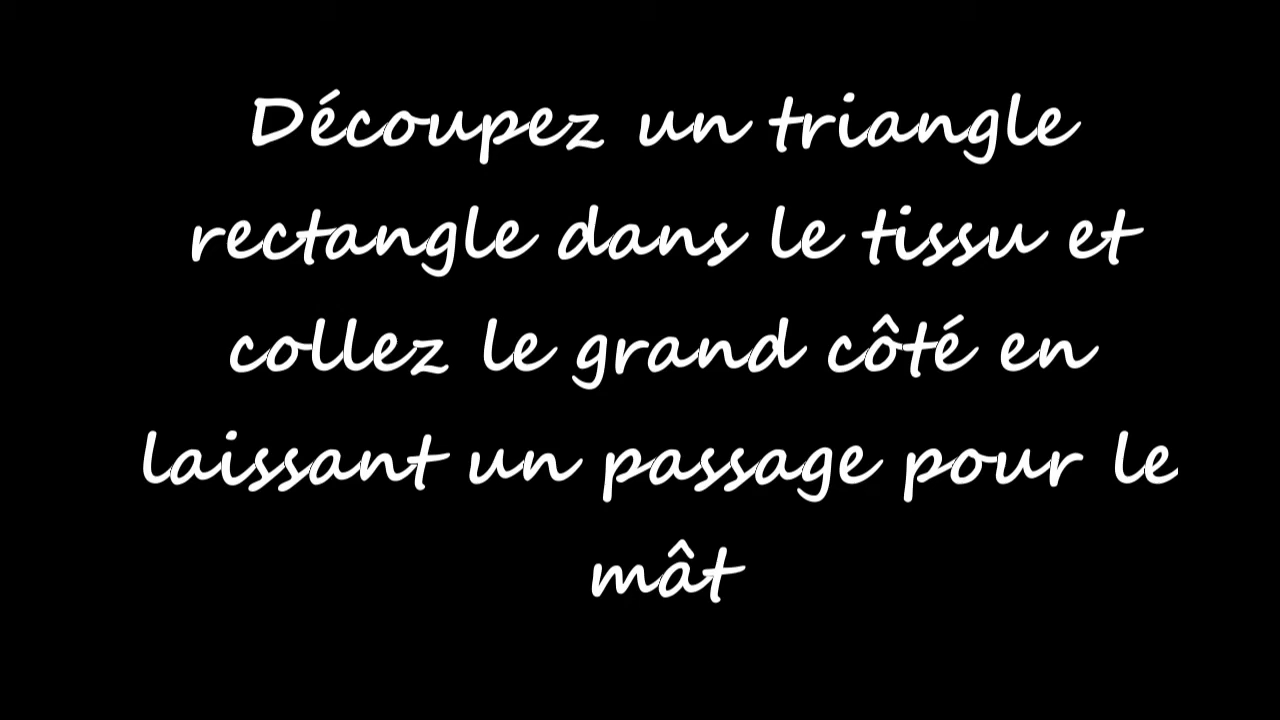 Découpez un triangle
rectangle dans le tissu et
collez le grand côté en
laissant un passage pour le
mât